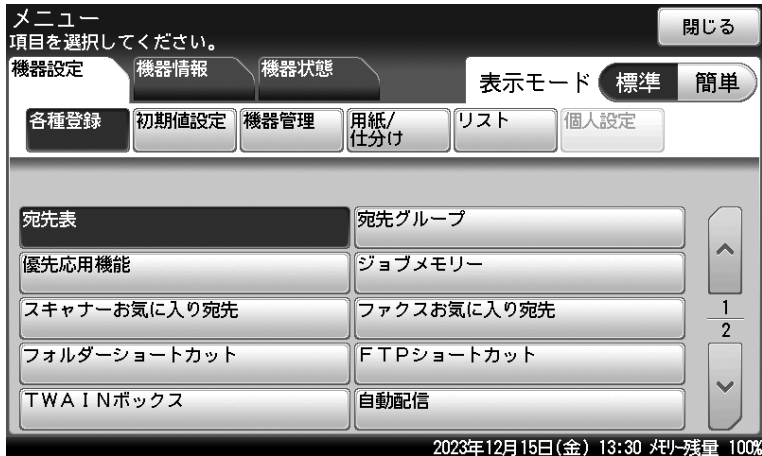 メニュー
閉じる
項目を選択してください。
機器設定 機器情報 機器状態
表示モード 標準 簡単
各種登録 初期値設定 機器管理 用紙/
仕分け リスト 個人設定
宛先表 宛先グループ
優先応用機能 ジョブメモリー
スキャナーお気に入り宛先 ファクスお気に入り宛先
1
2
フォルダーショートカット FTPショートカット
TWAINボックス 自動配信
2023年12月15日(金) 13:30 メモリー残量 100%